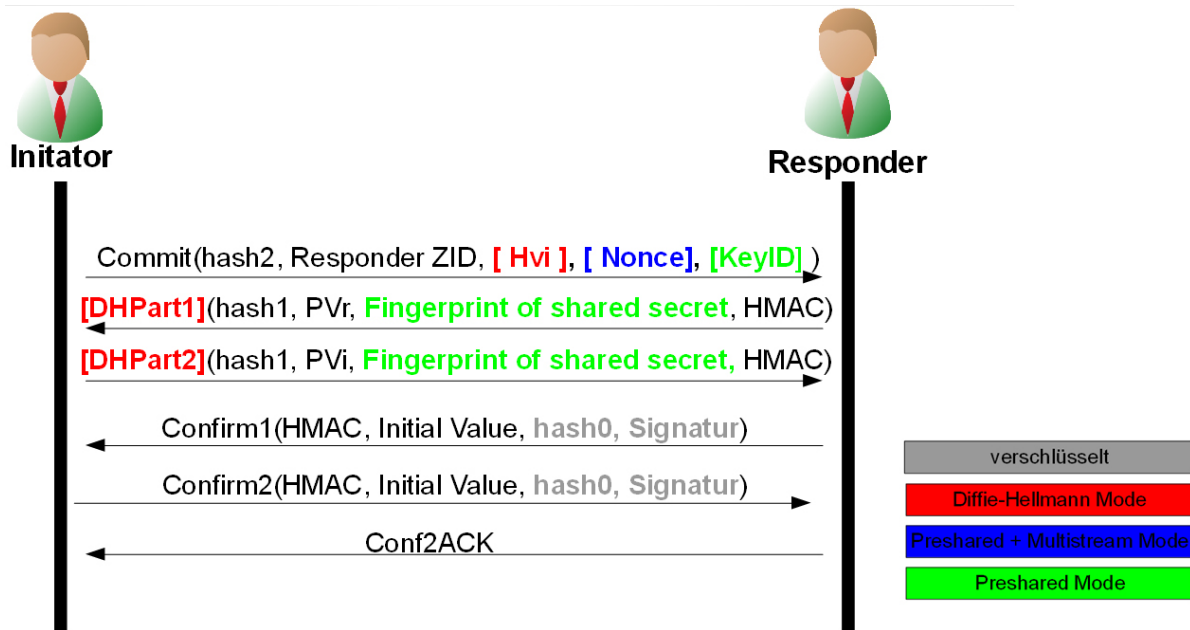 Initator
Responder
Commit(hash2, Responder ZID, [ Hvi ], [ Nonce], [KeyID] )
[DHPart1](hash1, PVr, Fingerprint of shared secret, HMAC)
[DHPart2](hash1, PVi, Fingerprint of shared secret, HMAC)
Confirm1(HMAC, Initial Value, hash0, Signatur)
Confirm2(HMAC, Initial Value, hash0, Signatur)
Conf2ACK
verschlüsselt
Diffie-Hellmann Mode
Preshared + Multistream Mode
Preshared Mode